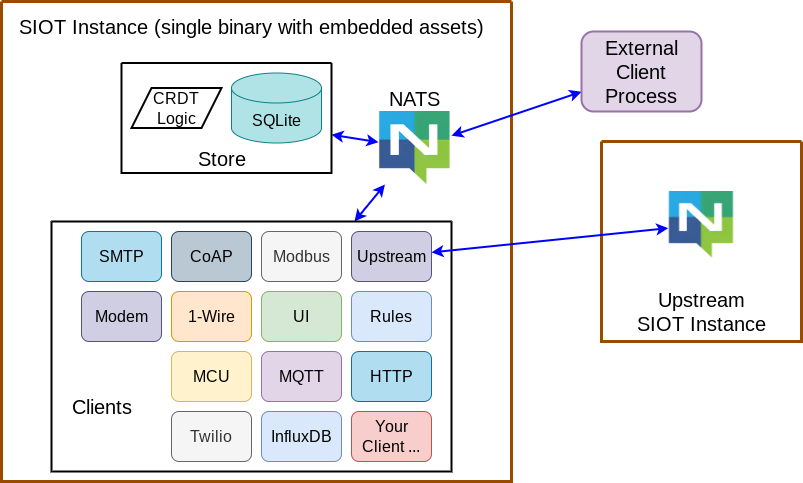 SIOT Instance (single binary with embedded assets)
CRDT
Logic
SQLite
Store
NATS
External
Client
Process
SMTP
CoAP
Modbus
Upstream
Modem
1-Wire
UI
Rules
MCU
MQTT
HTTP
Clients
Twilio
InfluxDB
Your
Client ...
Upstream
SIOT Instance